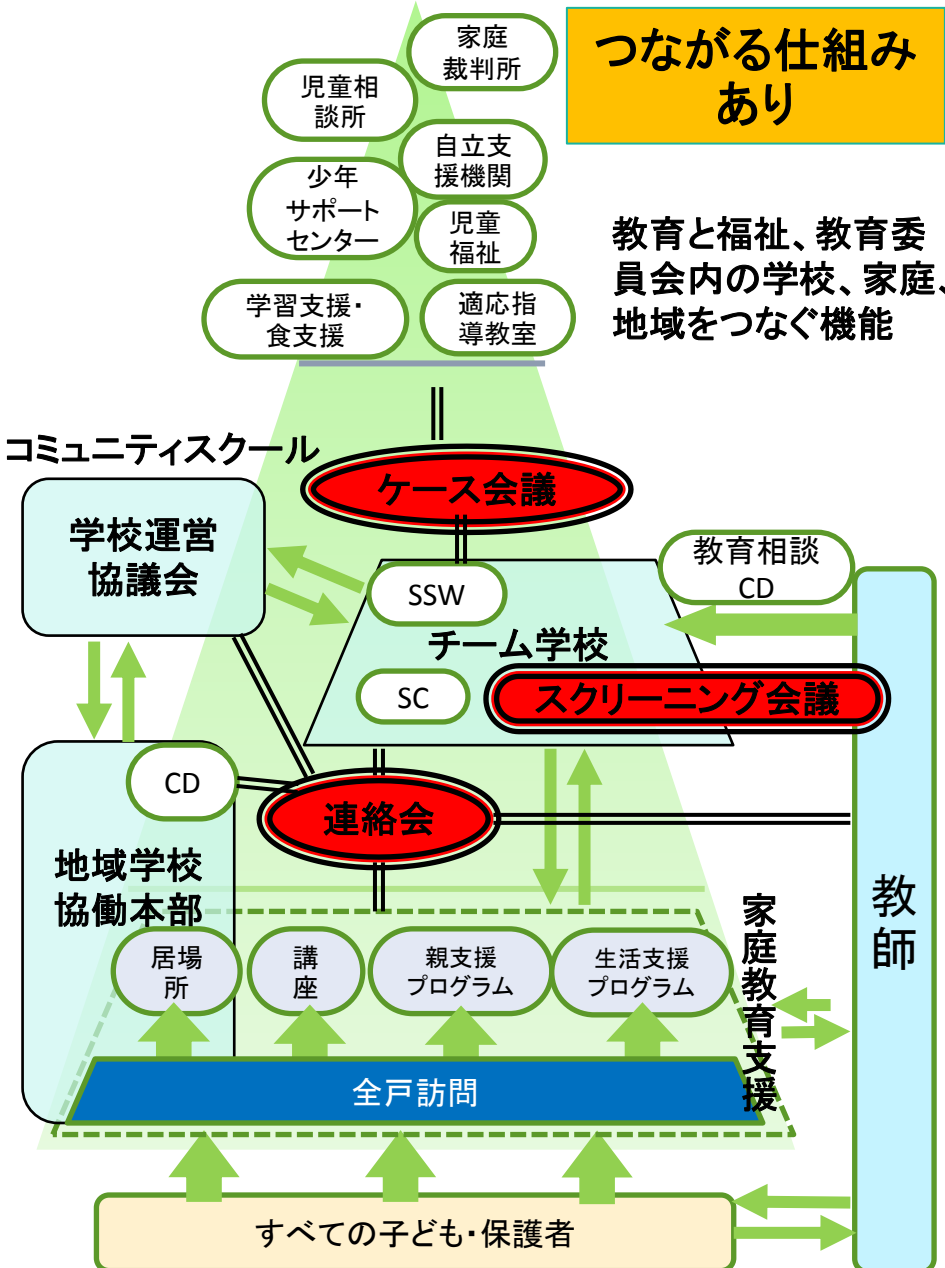 つながる仕組み
あり
家庭
裁判所
児童相
談所
自立支
援機関
少年
サポート
センター
児童
福祉
学習支援・
食支援
適応指
導教室
教育と福祉、教育委
員会内の学校、家庭、
地域をつなぐ機能
コミュニティスクール
ケース会議
学校運営
協議会
教育相談
CD
SSW
チーム学校
SC
スクリーニング会議
CD
連絡会
地域学校
協働本部
教師
家庭教育支援
居場
所
講
座
親支援
プログラム
生活支援
プログラム
全戸訪問
すべての子ども・保護者